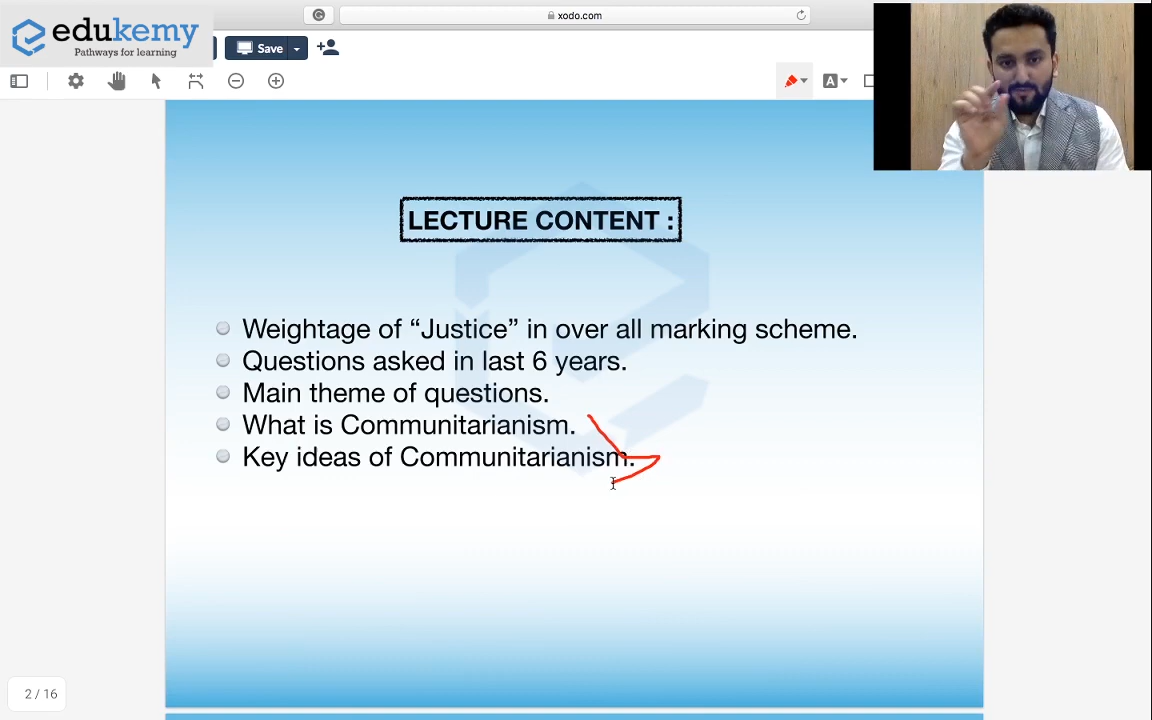 xodo.com
edukemy
Pathways for learning
Save
A
LECTURE CONTENT :
Weightage of “Justice” in over all marking scheme.
Questions asked in last 6 years.
Main theme of questions.
What is Communitarianism.
Key ideas of Communitarianism.
2 / 16